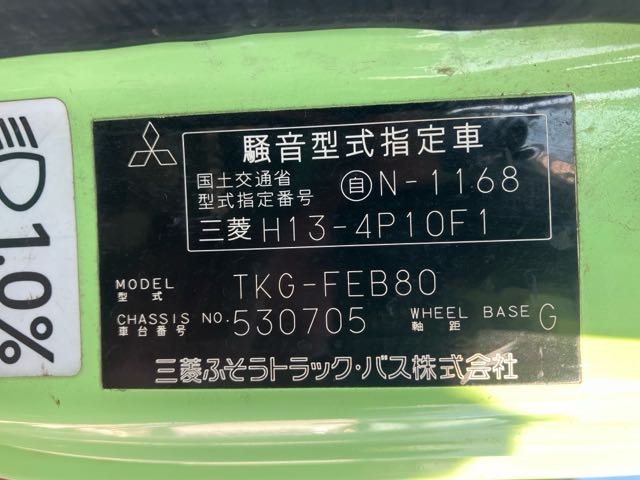 騒音型式指定車
国土交通省
型式指定番号
自N-1168
三菱 H13-4P10F1
MODEL TKG-FEB80
型式
CHASSIS NO. 530705 WHEEL BASE G
車台番号 軸距
三菱ふそうトラック・バス株式会社
1.0%